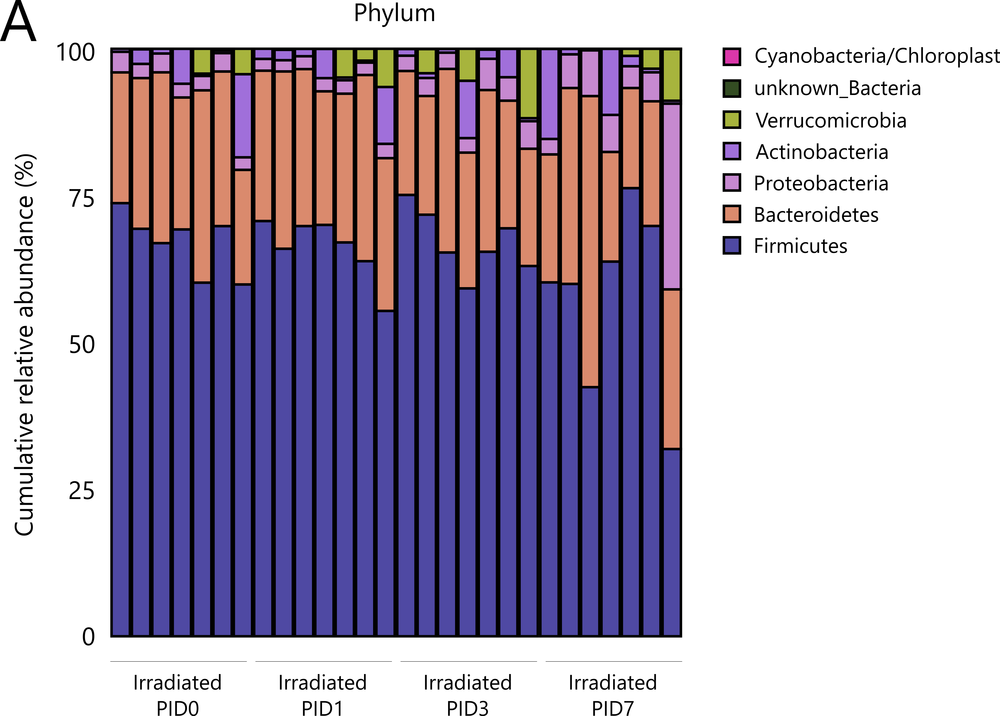 A
Phylum
Cumulative relative abundance (%)
100
75
50
25
0
Cyanobacteria/Chloroplast
unknown_Bacteria
Verrucomicrobia
Actinobacteria
Proteobacteria
Bacteroidetes
Firmicutes
Irradiated
PID0
Irradiated
PID1
Irradiated
PID3
Irradiated
PID7